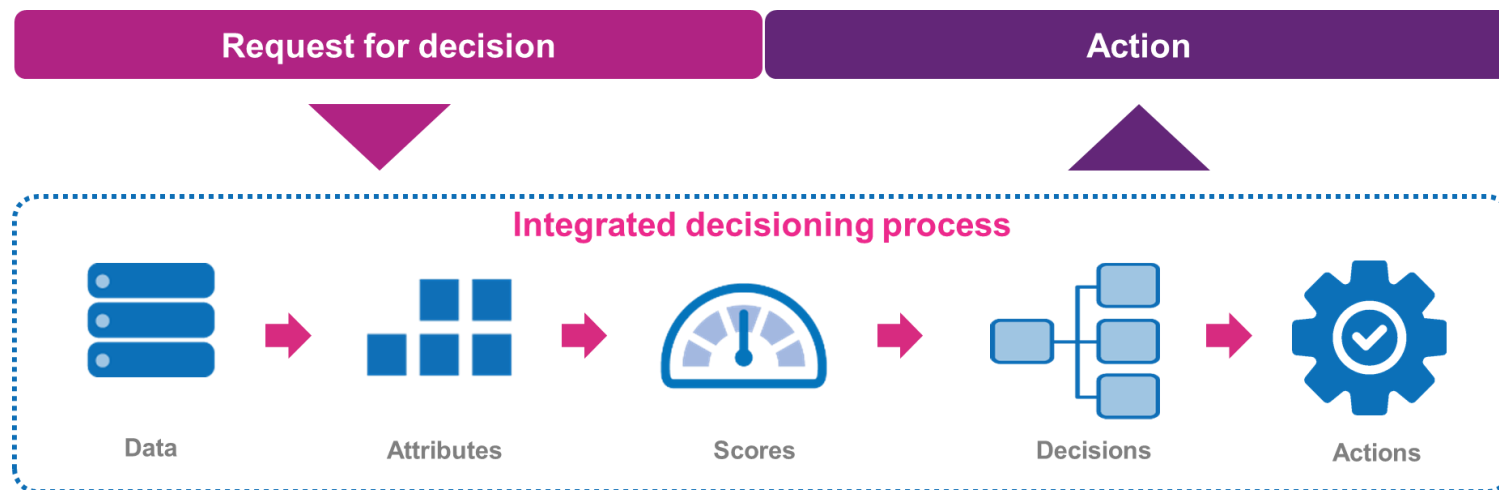 Request for decision
Action
Integrated decisioning process
Data
Attributes
Scores
Decisions
Actions